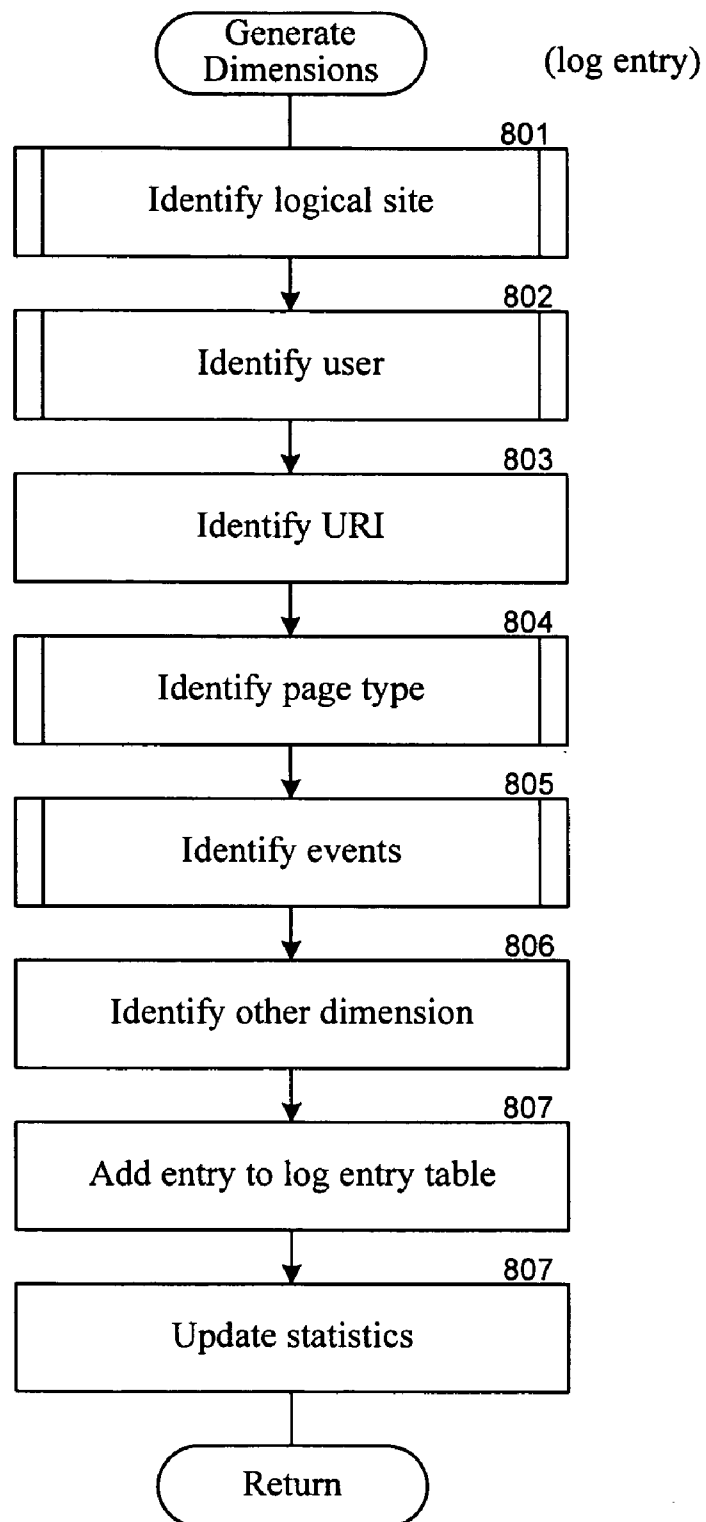 Generate
Dimensions
(log entry)
801
Identify logical site
802
Identify user
803
Identify URI
804
Identify page type
805
Identify events
806
Identify other dimension
807
Add entry to log entry table
807
Update statistics
Return